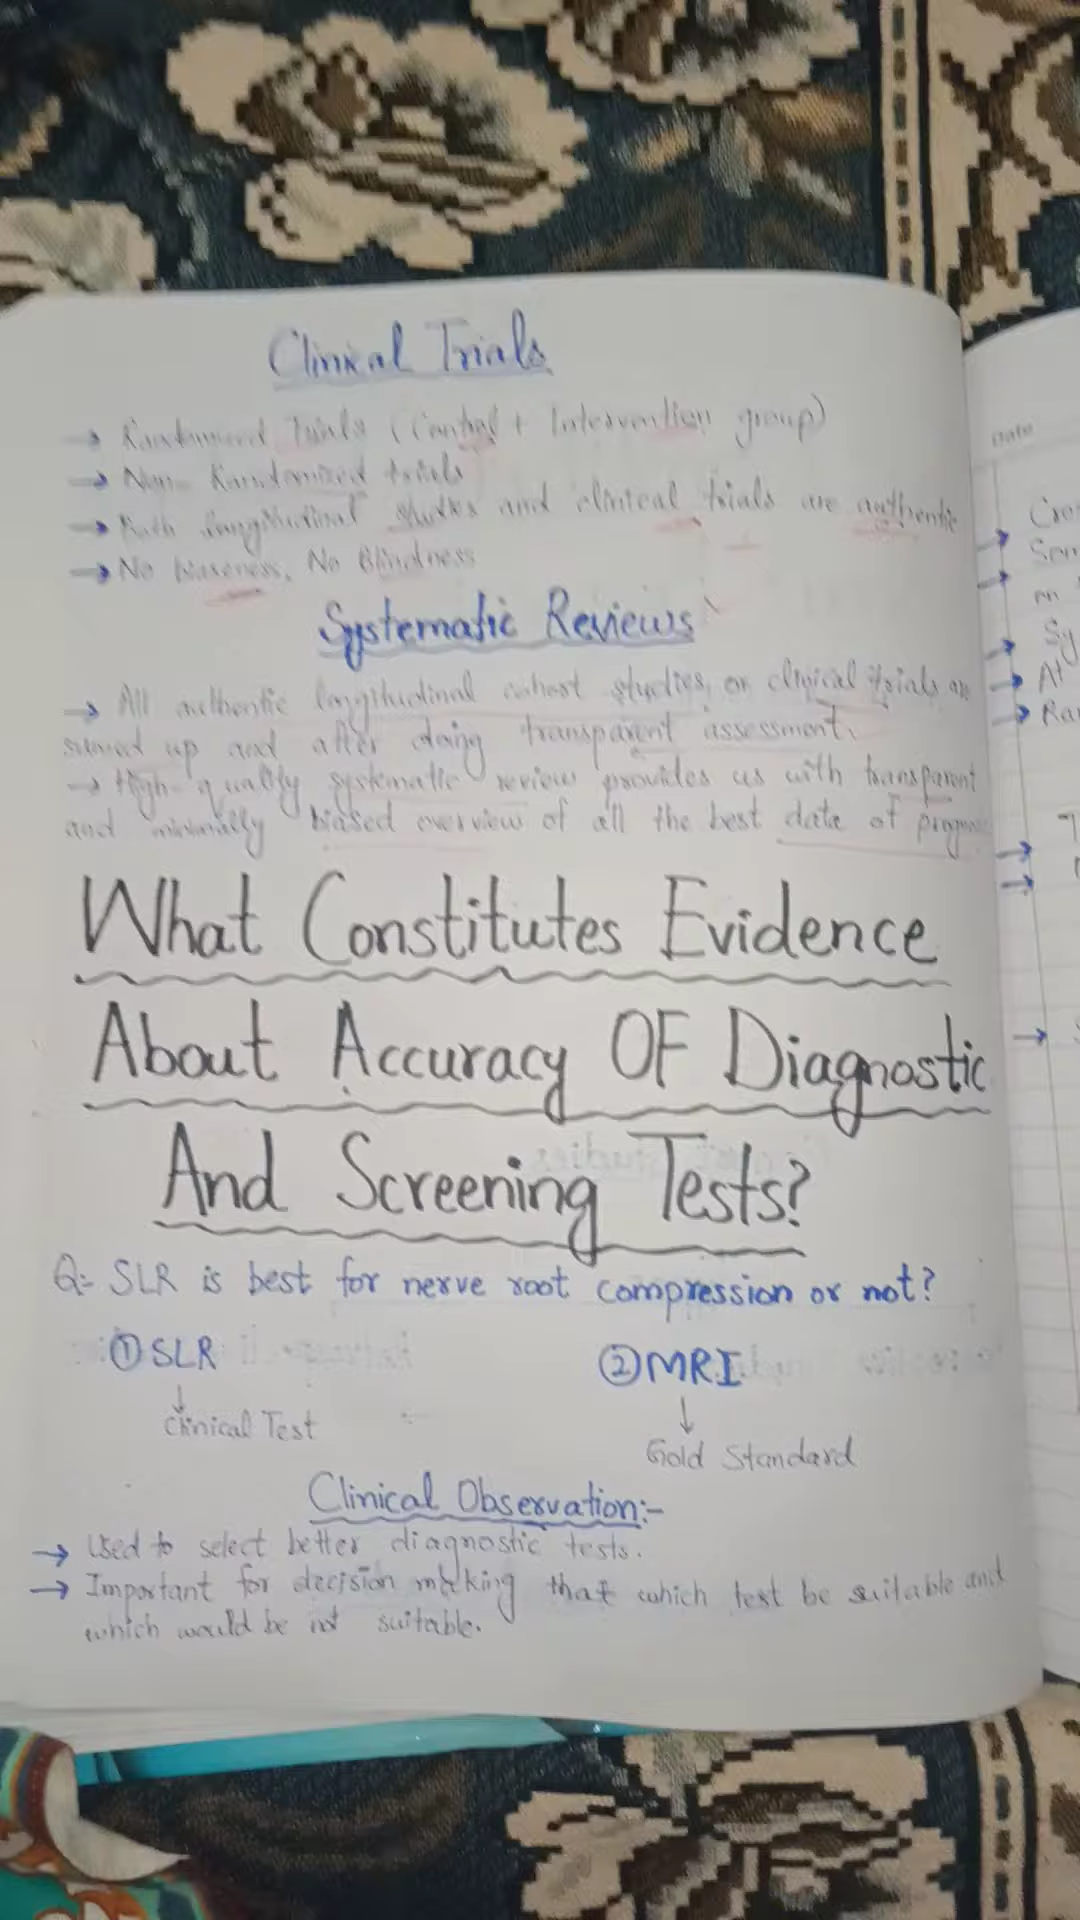 Clinical Trials
→ Randomized Trials (Control + Intervention group)
→ Non-Randomized trials
→ Both longitudinal studies and clinical trials are authentic
→ No biaseness, No Blindness
Systematic Reviews
→ All authentic longitudinal cohort studies, or clinical trials are
sumed up and after doing transparent assessment.
→ High-quality systematic review provides us with transparent
and minimally biased overview of all the best data of
What Constitutes Evidence
About Accuracy OF Diagnostic
And Screening Tests?
Q:- SLR is best for nerve root compression or not?
① SLR
② MRI
↓
Clinical Test
↓
Gold Standard
Clinical Observation:-
→ Used to select better diagnostic tests.
→ Important for decision making that which test be suitable and
which would be not suitable.
Date
→
→
→
→ At
→
→
→
→